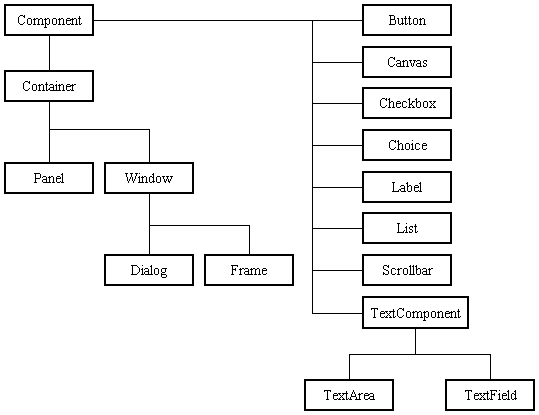 Component
Button
Canvas
Container
Checkbox
Choice
Panel
Window
Label
List
Dialog
Frame
Scrollbar
TextComponent
TextArea
TextField